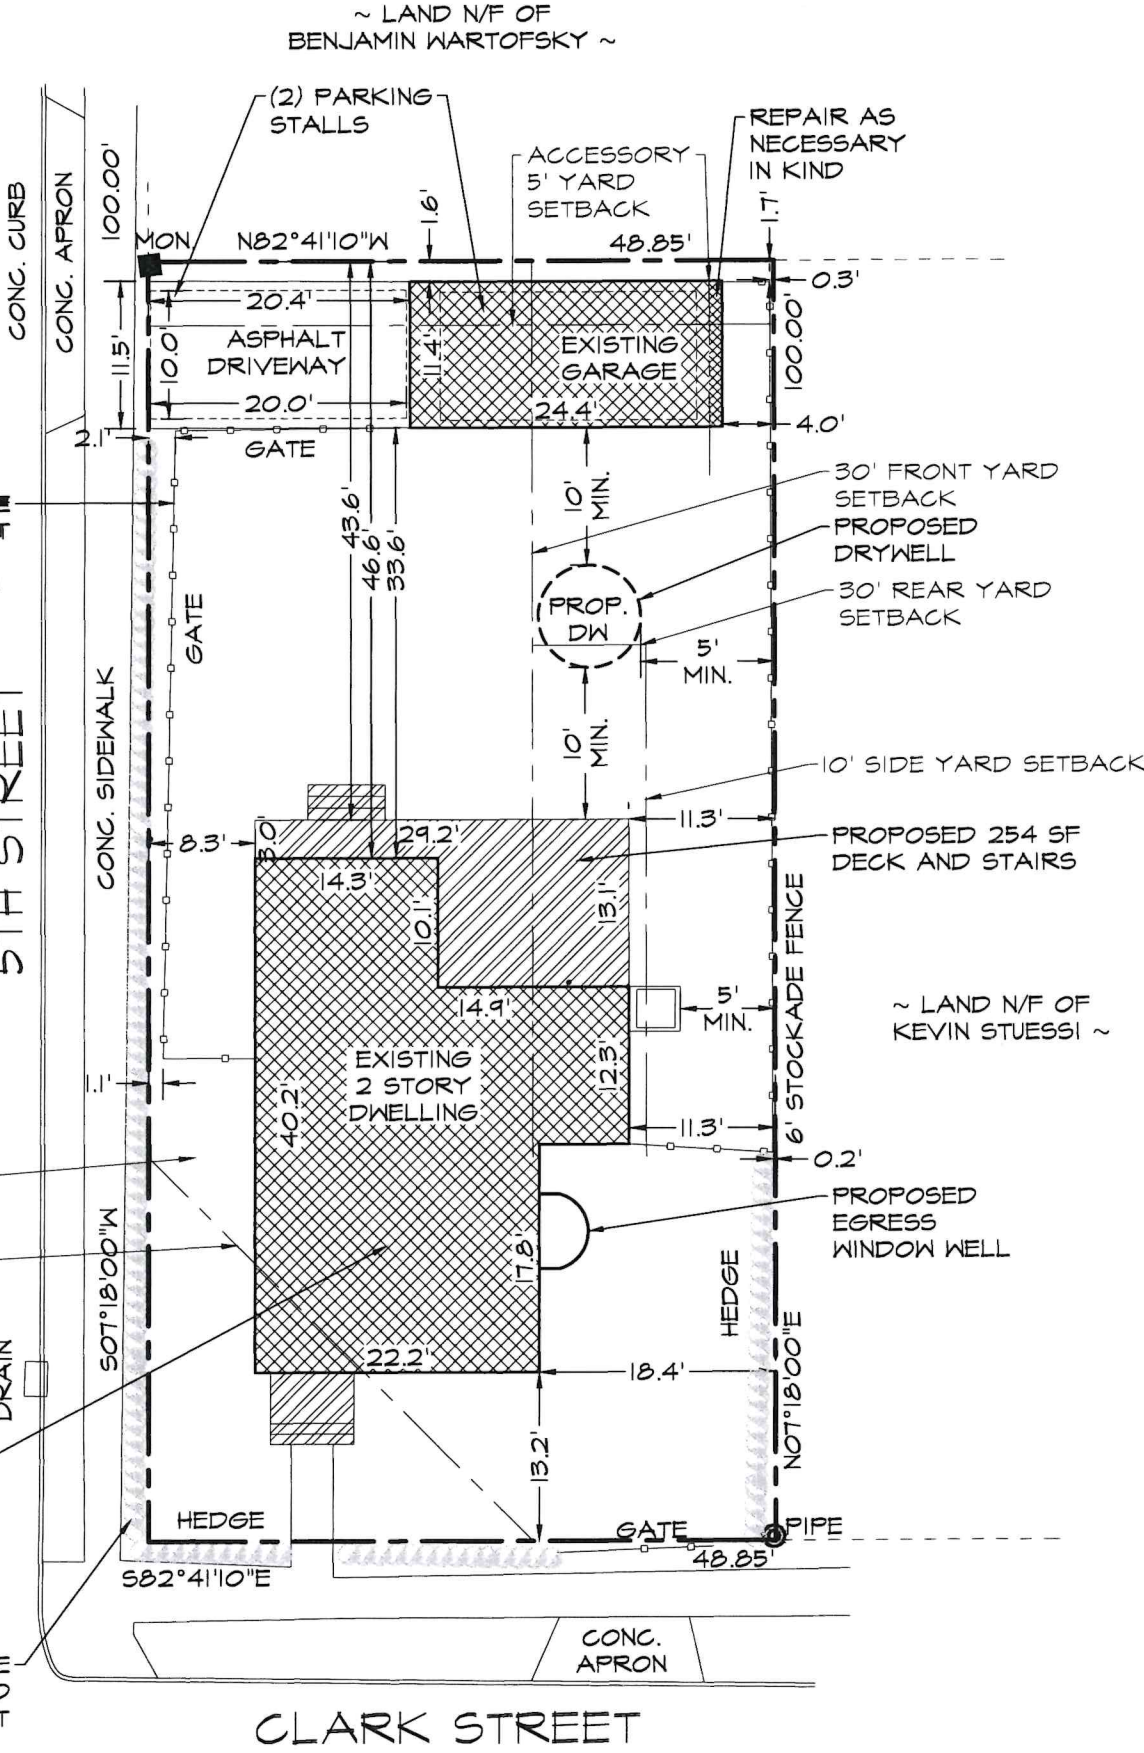 ~ LAND N/F OF
BENJAMIN WARTOFSKY ~
(2) PARKING
STALLS
REPAIR AS
NECESSARY
IN KIND
ACCESSORY
5' YARD
SETBACK
CONC. CURB
CONC. APRON
100.00'
MON.
N82°41'10"W
1.6'
48.85'
1.7'
0.3'
20.4'
11.5'
10.0'
ASPHALT
DRIVEWAY
11.4'
EXISTING
GARAGE
100.00'
20.0'
24.4'
4.0'
2.1'
GATE
30' FRONT YARD
SETBACK
10'
MIN.
43.6'
46.6'
33.6'
PROPOSED
DRYWELL
PROP.
DW
30' REAR YARD
SETBACK
GATE
5'
MIN.
5TH STREET
CONC. SIDEWALK
10'
MIN.
10' SIDE YARD SETBACK
8.3'
3.0'
29.2'
11.3'
PROPOSED 254 SF
DECK AND STAIRS
14.3'
10.1'
13.1'
6' STOCKADE FENCE
14.9'
5'
MIN.
~ LAND N/F OF
KEVIN STUESSI ~
EXISTING
2 STORY
DWELLING
12.3'
1.1'
40.2'
11.3'
0.2'
PROPOSED
EGRESS
WINDOW WELL
17.8'
HEDGE
S07°18'00"W
DRAIN
22.2'
18.4'
N07°18'00"E
13.2'
HEDGE
GATE
PIPE
48.85'
S82°41'10"E
CONC.
APRON
CLARK STREET